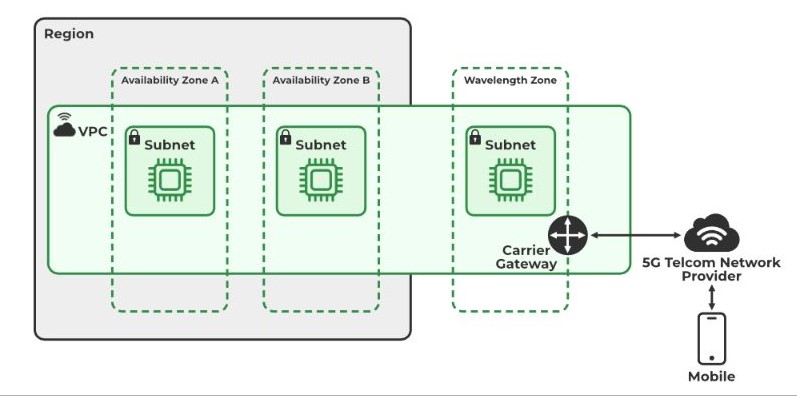 Region
Availability Zone A
Availability Zone B
Wavelength Zone
VPC
Subnet
Subnet
Subnet
Carrier
Gateway
5G Telcom Network
Provider
Mobile